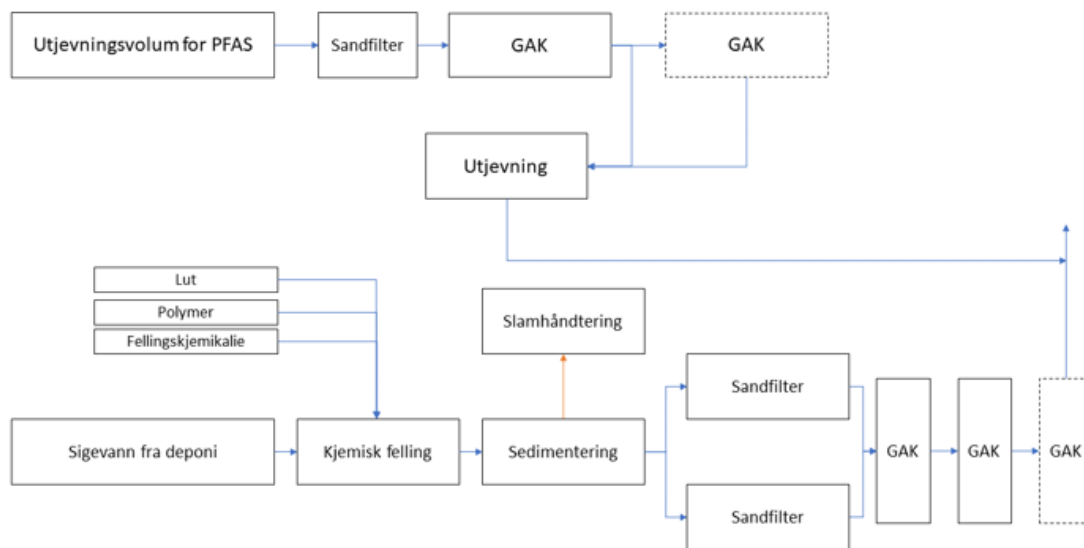 Utjevningsvolum for PFAS
Sandfilter
GAK
GAK
Utjevning
Lut
Polymer
Fellingskjemikalie
Slamhåndtering
Sandfilter
Sigevann fra deponi
Kjemisk felling
Sedimentering
GAK
GAK
GAK
Sandfilter